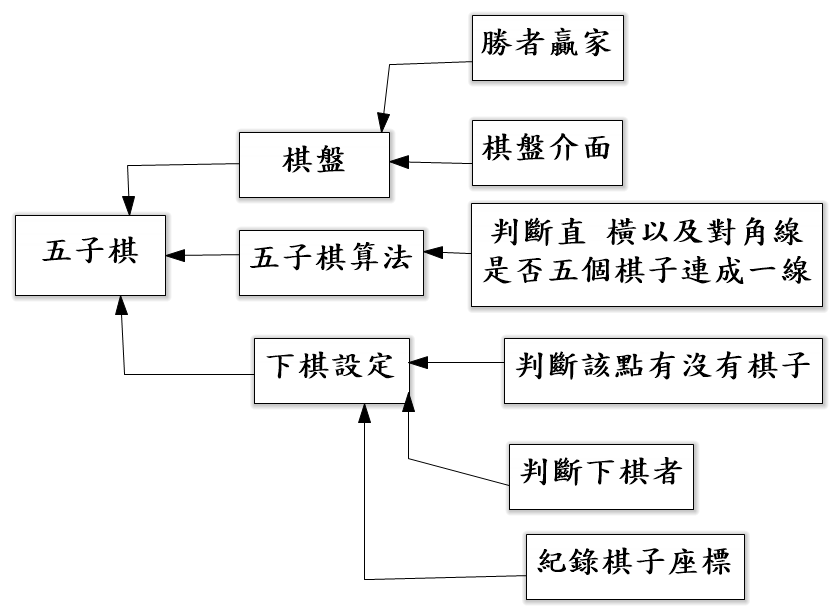 勝者贏家
棋盤
棋盤介面
五子棋
五子棋算法
判斷直 橫以及對角線
是否五個棋子連成一線
下棋設定
判斷該點有沒有棋子
判斷下棋者
紀錄棋子座標